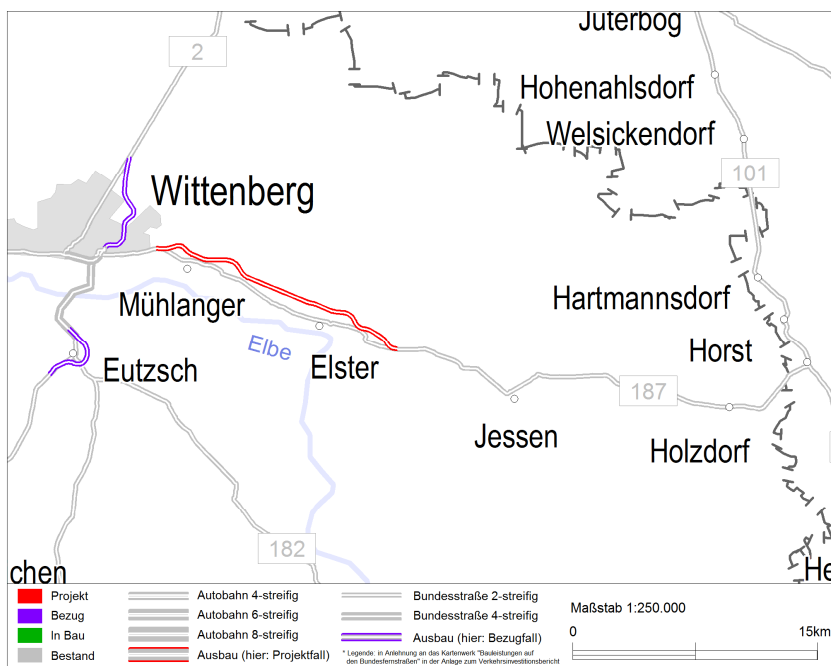 Jüterbog
2
Hohenahlsdorf
Welsickendorf
101
Wittenberg
Mühlanger
Hartmannsdorf
Elbe
Elster
Horst
Eutzsch
187
Jessen
Holzdorf
182
chen
He
Projekt
Bezug
In Bau
Bestand
Autobahn 4-streifig
Autobahn 6-streifig
Autobahn 8-streifig
Ausbau (hier: Projektfall)
Bundesstraße 2-streifig
Bundesstraße 4-streifig
Ausbau (hier: Bezugfall)
* Legende: in Anlehnung an das Kartenwerk "Bauleistungen auf
den Bundesfernstraßen" in der Anlage zum Verkehrsinvestitionsbericht
Maßstab 1:250.000
0 15km